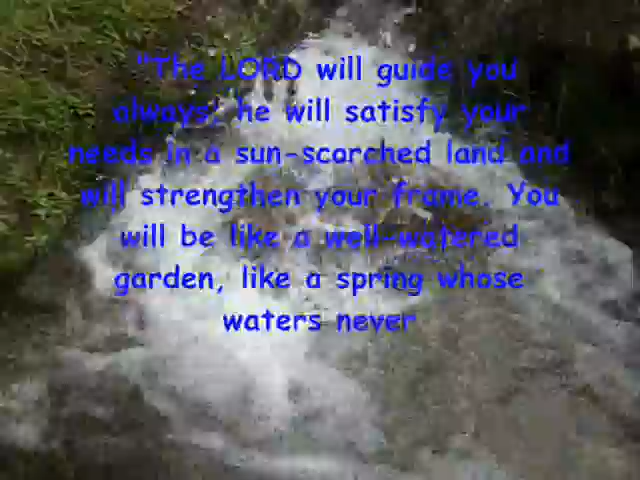 "The LORD will guide you
always; he will satisfy your
needs in a sun-scorched land and
will strengthen your frame. You
will be like a well-watered
garden, like a spring whose
waters never